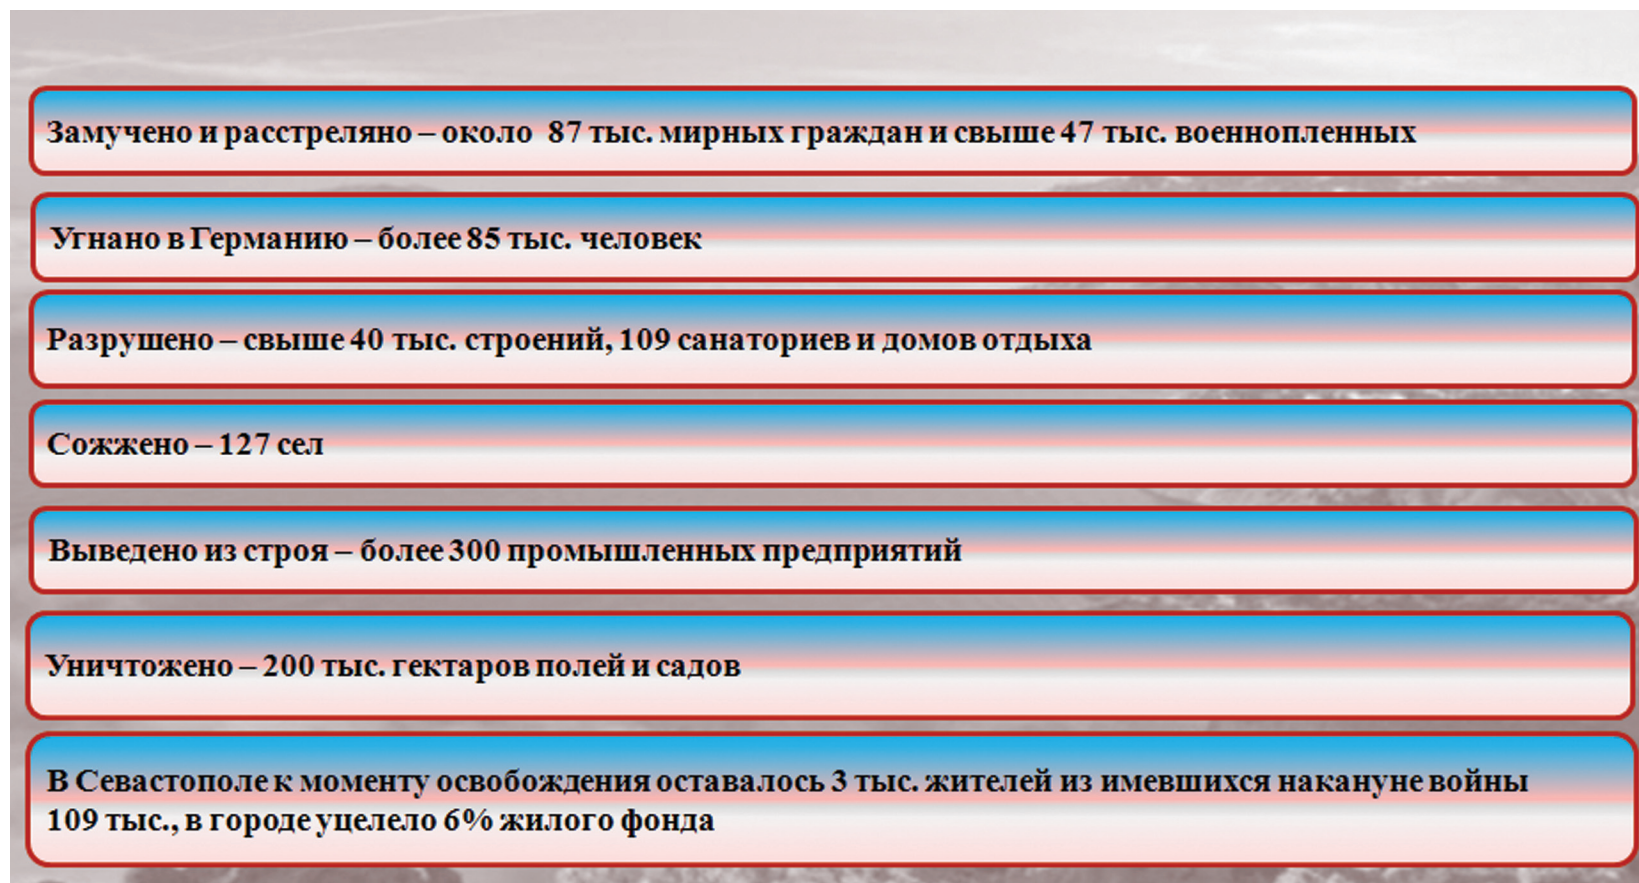 Замучено и расстреляно – около 87 тыс. мирных граждан и свыше 47 тыс. военнопленных
Угнано в Германию – более 85 тыс. человек
Разрушено – свыше 40 тыс. строений, 109 санаториев и домов отдыха
Сожжено – 127 сел
Выведено из строя – более 300 промышленных предприятий
Уничтожено – 200 тыс. гектаров полей и садов
В Севастополе к моменту освобождения оставалось 3 тыс. жителей из имевшихся накануне войны
109 тыс., в городе уцелело 6% жилого фонда